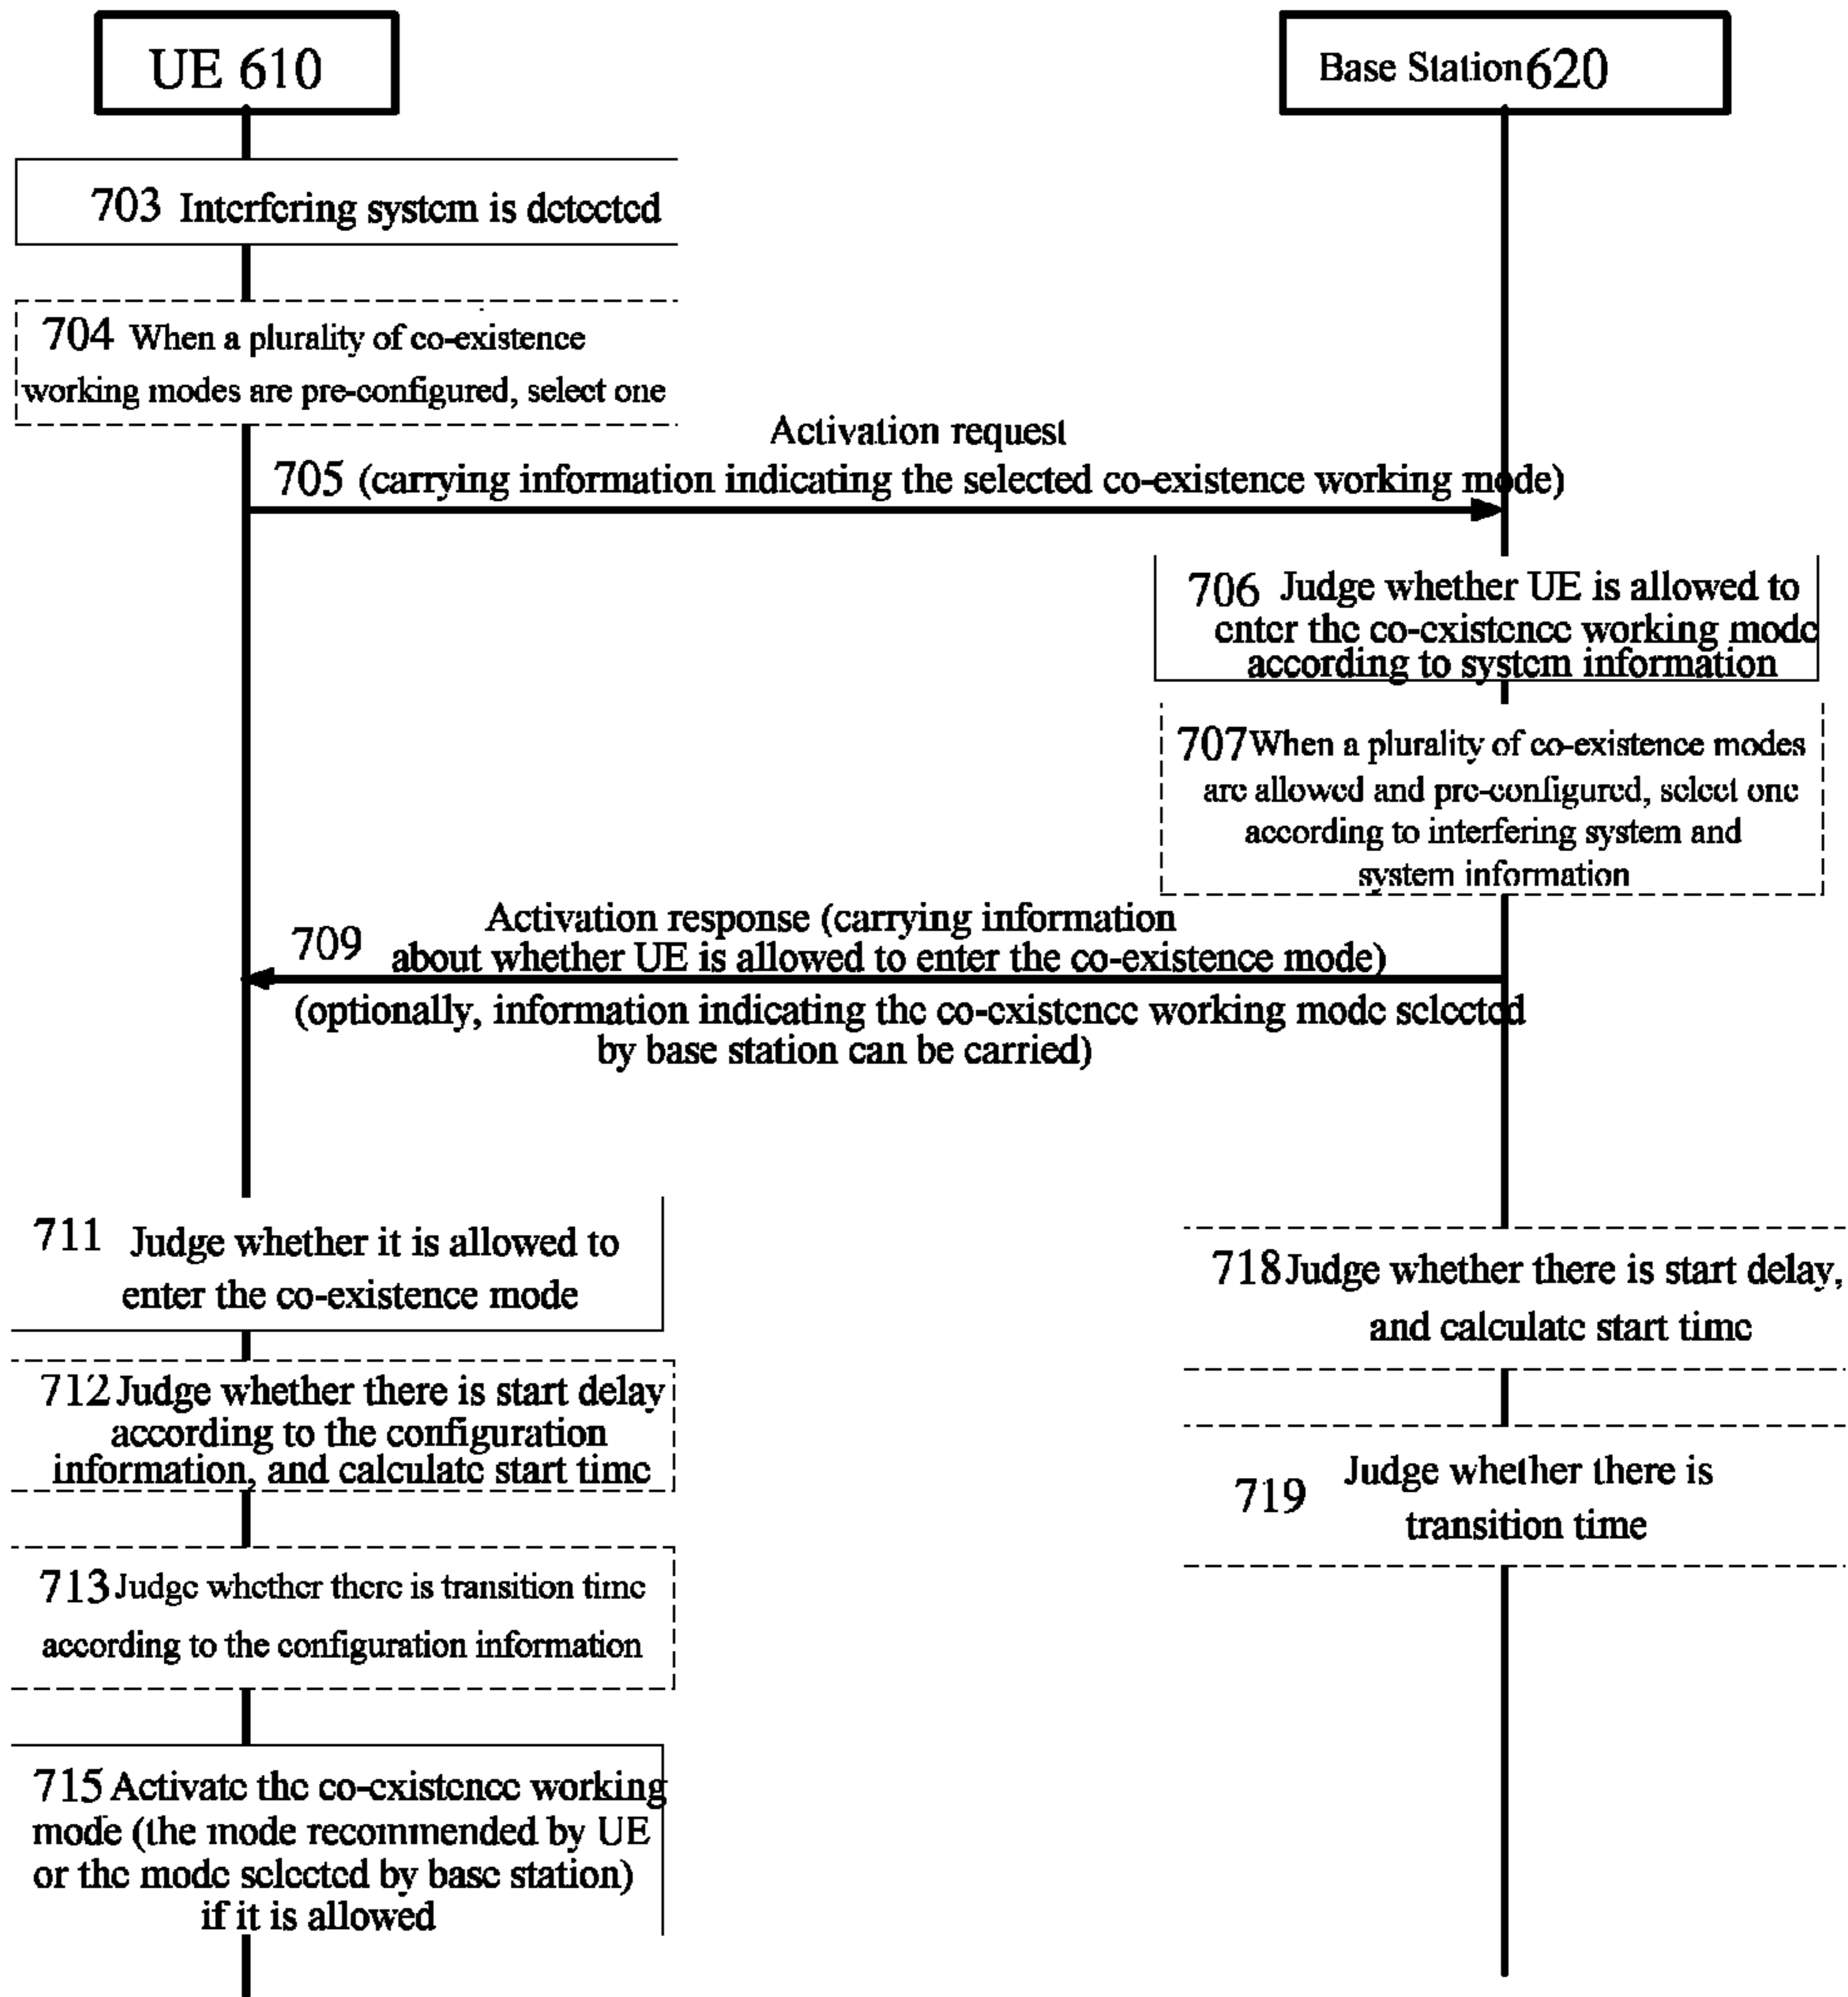 UE 610
Base Station 620
703 Interfering system is detected
704 When a plurality of co-existence
working modes are pre-configured, select one
Activation request
705 (carrying information indicating the selected co-existence working mode)
706 Judge whether UE is allowed to
enter the co-existence working mode
according to system information
707 When a plurality of co-existence modes
are allowed and pre-configured, select one
according to interfering system and
system information
Activation response (carrying information
709 about whether UE is allowed to enter the co-existence mode)
(optionally, information indicating the co-existence working mode selected
by base station can be carried)
711 Judge whether it is allowed to
enter the co-existence mode
718 Judge whether there is start delay,
and calculate start time
712 Judge whether there is start delay
according to the configuration
information, and calculate start time
719 Judge whether there is
transition time
713 Judge whether there is transition time
according to the configuration information
715 Activate the co-existence working
mode (the mode recommended by UE
or the mode selected by base station)
if it is allowed